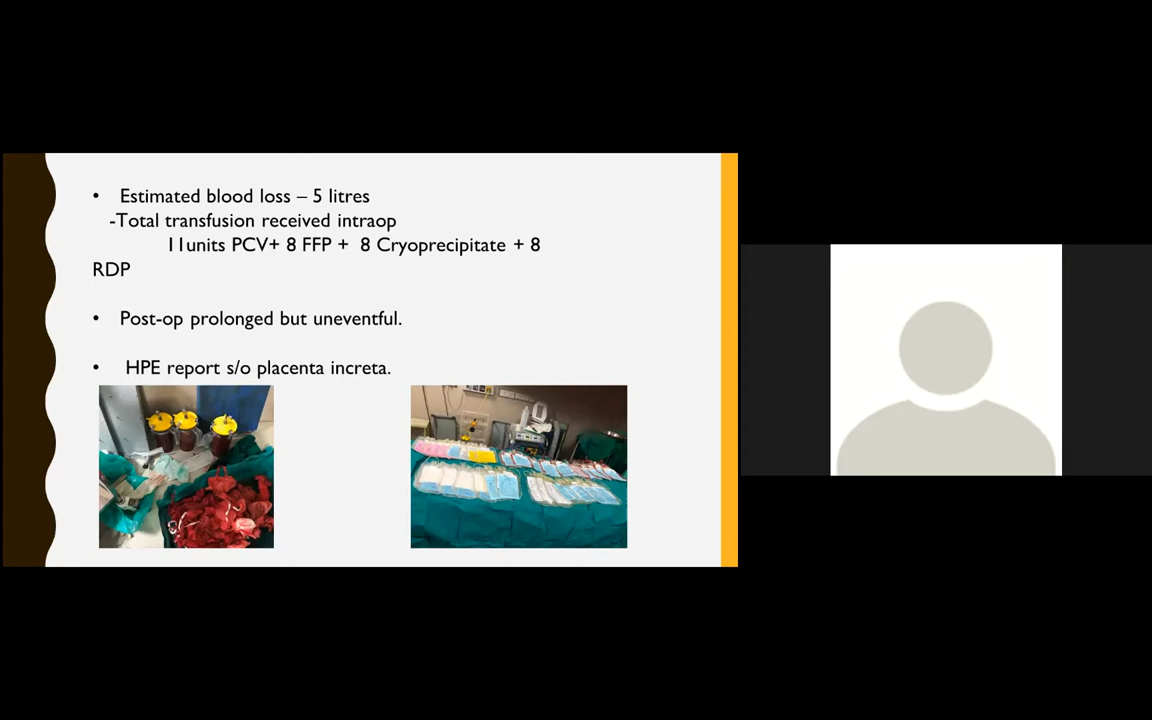 • Estimated blood loss – 5 litres
-Total transfusion received intraop
11units PCV+ 8 FFP + 8 Cryoprecipitate + 8
RDP
• Post-op prolonged but uneventful.
• HPE report s/o placenta increta.